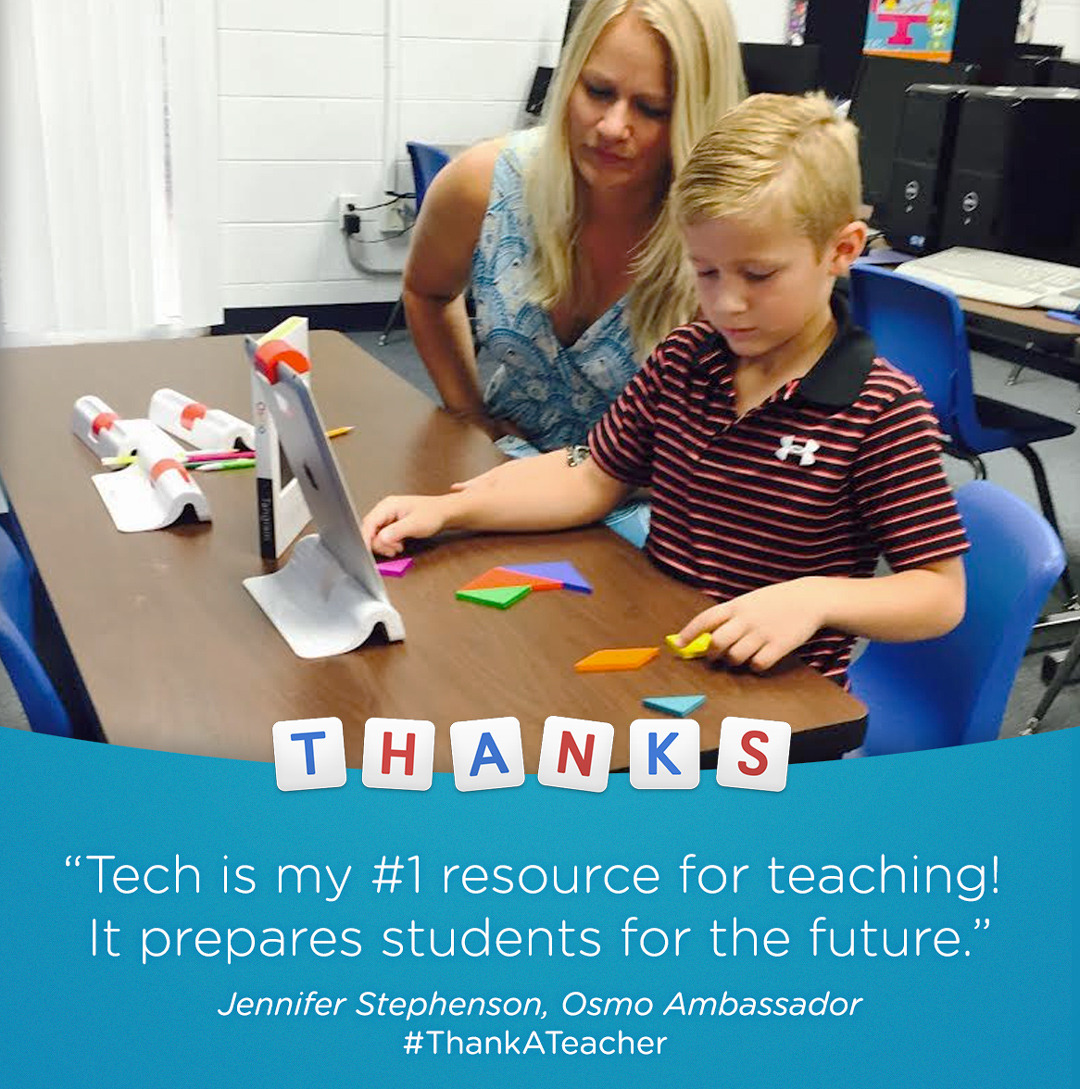 Tangram
THANKS
“Tech is my #1 resource for teaching!
It prepares students for the future.”
Jennifer Stephenson, Osmo Ambassador
#ThankATeacher